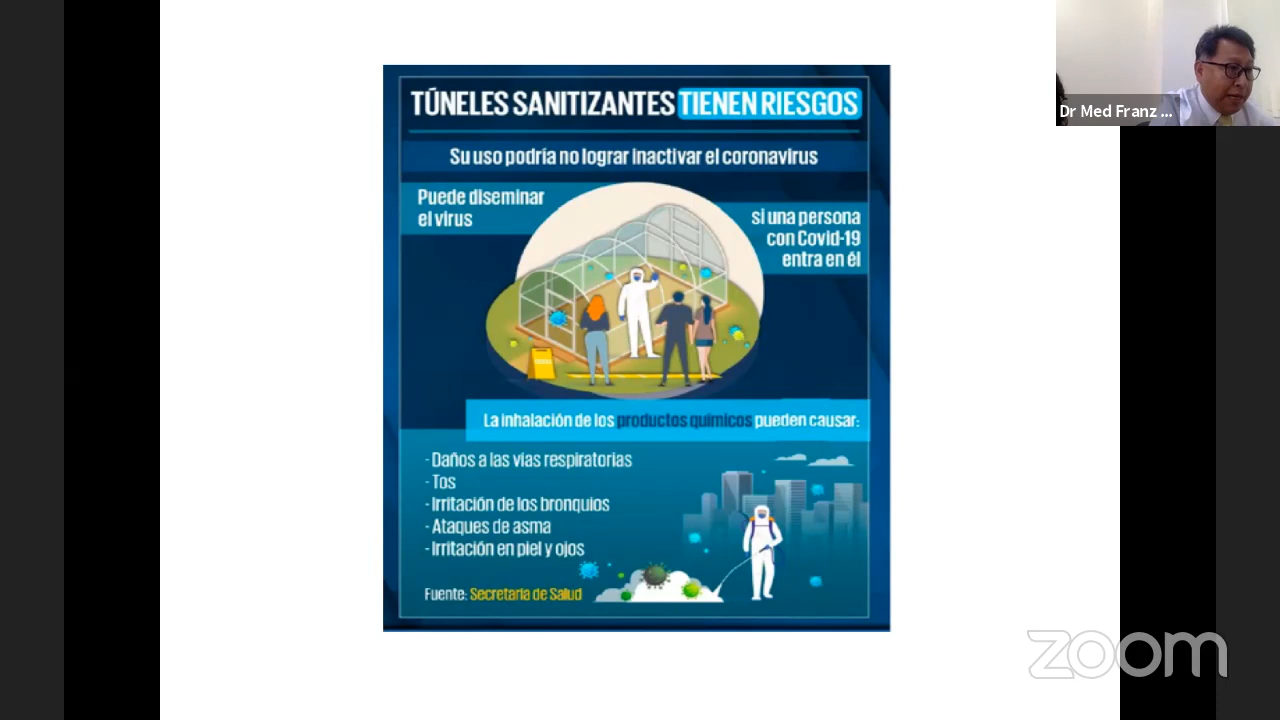 TÚNELES SANITIZANTES TIENEN RIESGOS
Su uso podría no lograr inactivar el coronavirus
Puede diseminar
el virus
si una persona
con Covid-19
entra en él
La inhalación de los productos químicos pueden causar:
- Daños a las vías respiratorias
- Tos
- Irritación de los bronquios
- Ataques de asma
- Irritación en piel y ojos
Fuente: Secretaría de Salud
Dr Med Franz ...
zoom